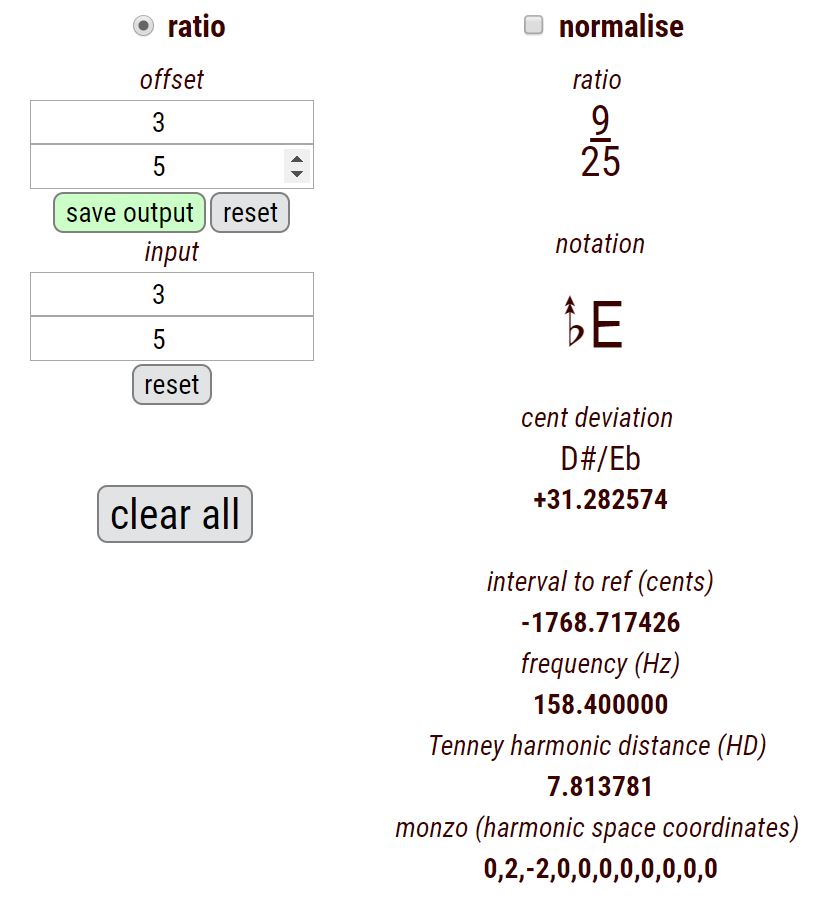 ratio
offset
3
5
save output reset
input
3
5
reset
clear all
normalise
ratio
9
25
notation
♭E
cent deviation
D#/Eb
+31.282574
interval to ref (cents)
-1768.717426
frequency (Hz)
158.400000
Tenney harmonic distance (HD)
7.813781
monzo (harmonic space coordinates)
0,2,-2,0,0,0,0,0,0,0,0